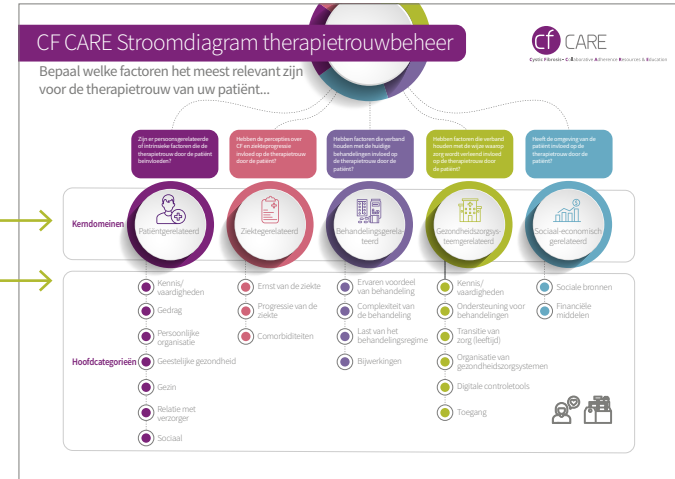 CF CARE Stroomdiagram therapietrouwbeheer
cf CARE
Cystic Fibrosis • Collaborative Adherence Resources & Education
Bepaal welke factoren het meest relevant zijn
voor de therapietrouw van uw patiënt...
Zijn er persoonsgerelateerde
of intrinsieke factoren die de
therapietrouw door de patiënt
beïnvloeden?
Hebben de percepties over
CF en ziekteprogressie
invloed op de therapietrouw
door de patiënt?
Hebben factoren die verband
houden met de huidige
behandelingen invloed op
de therapietrouw door de
patiënt?
Hebben factoren die verband
houden met de wijze waarop
zorg wordt verleend invloed
op de therapietrouw door
de patiënt?
Heeft de omgeving van de
patiënt invloed op de
therapietrouw door de
patiënt?
Kerndomeinen
Patiëntgerelateerd
Ziektegerelateerd
Behandelingsgerela-
teerd
Gezondheidszorgsys-
teemgerelateerd
Sociaal-economisch
gerelateerd
Hoofdcategorieën
Kennis/
vaardigheden
Gedrag
Persoonlijke
organisatie
Geestelijke gezondheid
Gezin
Relatie met
verzorger
Sociaal
Ernst van de ziekte
Progressie van de
ziekte
Comorbiditeiten
Ervaren voordeel
van behandeling
Complexiteit van
de behandeling
Last van het
behandelingsregime
Bijwerkingen
Kennis/
vaardigheden
Ondersteuning voor
behandelingen
Transitie van
zorg (leeftijd)
Organisatie van
gezondheidszorgsystemen
Digitale controletools
Toegang
Sociale bronnen
Financiële
middelen